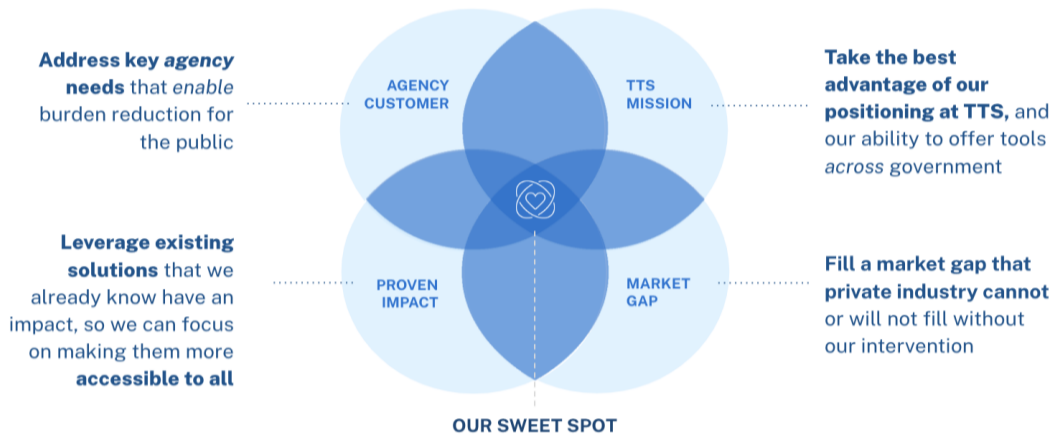 Address key agency
needs that enable
burden reduction for
the public
AGENCY
CUSTOMER
TTS
MISSION
Take the best
advantage of our
positioning at TTS, and
our ability to offer tools
across government
Leverage existing
solutions that we
already know have an
impact, so we can focus
on making them more
accessible to all
PROVEN
IMPACT
MARKET
GAP
Fill a market gap that
private industry cannot
or will not fill without
our intervention
OUR SWEET SPOT